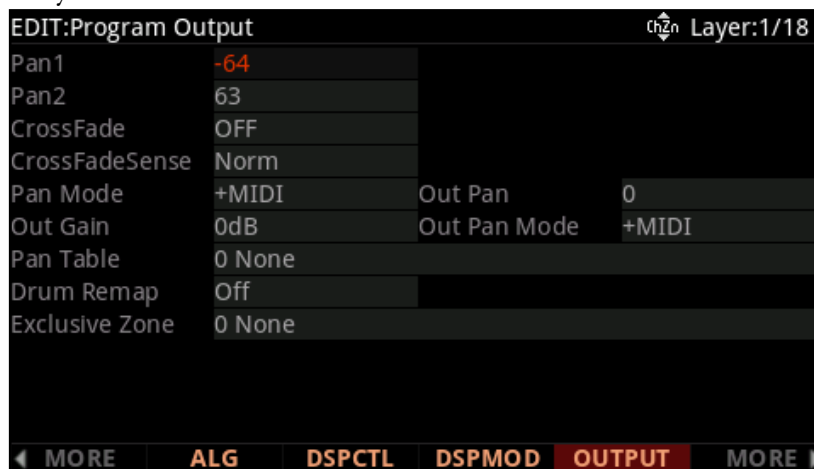 EDIT:Program Output ChZn Layer:1/18
Pan1 -64
Pan2 63
CrossFade OFF
CrossFadeSense Norm
Pan Mode +MIDI Out Pan 0
Out Gain 0dB Out Pan Mode +MIDI
Pan Table 0 None
Drum Remap Off
Exclusive Zone 0 None
MORE ALG DSPCTL DSPMOD OUTPUT MORE